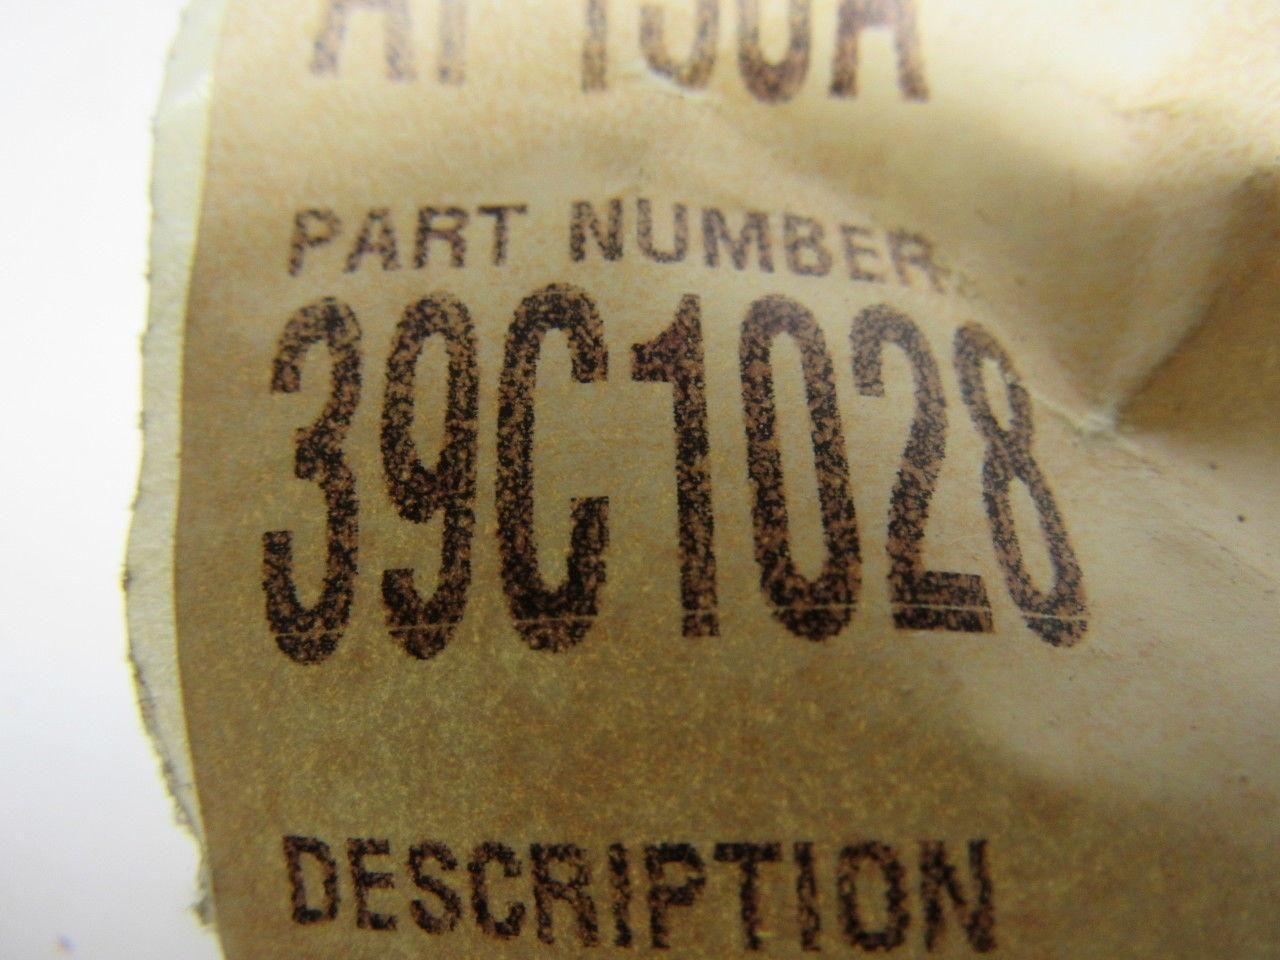 PART NUMBER
39C1028
DESCRIPTION